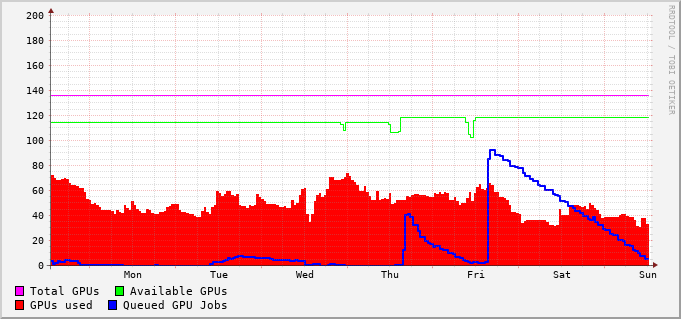 200
180
160
140
120
100
80
60
40
20
0
Mon Tue Wed Thu Fri Sat Sun
Total GPUs Available GPUs
GPUs used Queued GPU Jobs
RRDTOOL / TOBI OETIKER